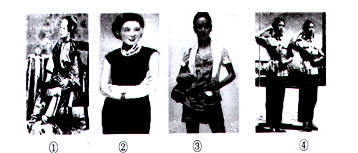 ① ② ③ ④